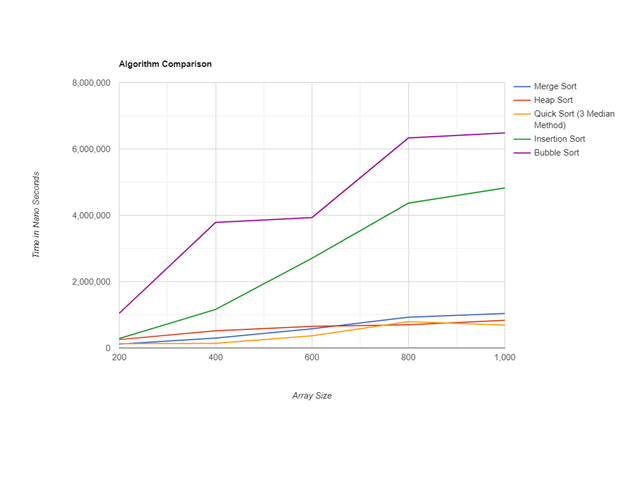 Algorithm Comparison
8,000,000
6,000,000
4,000,000
2,000,000
0
Time in Nano Seconds
200
400
600
800
1,000
Array Size
Merge Sort
Heap Sort
Quick Sort (3 Median
Method)
Insertion Sort
Bubble Sort